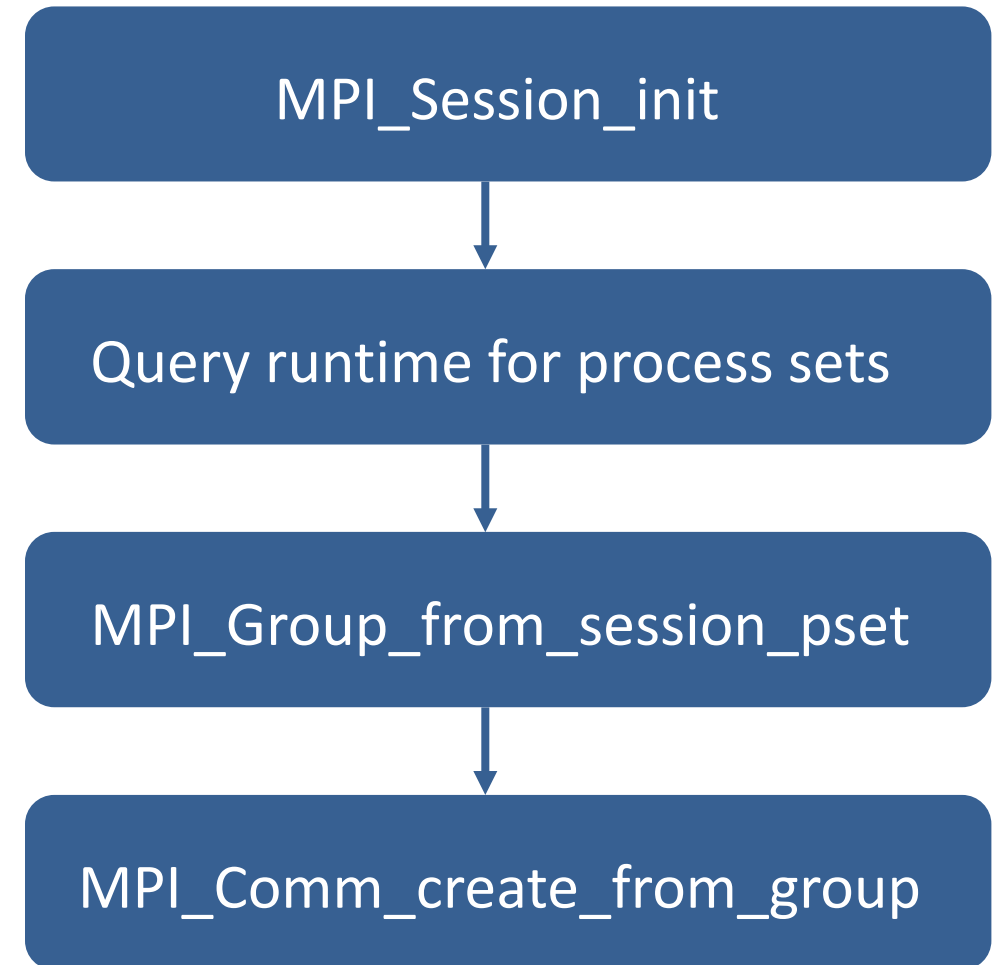 MPI_Session_init
Query runtime for process sets
MPI_Group_from_session_pset
MPI_Comm_create_from_group